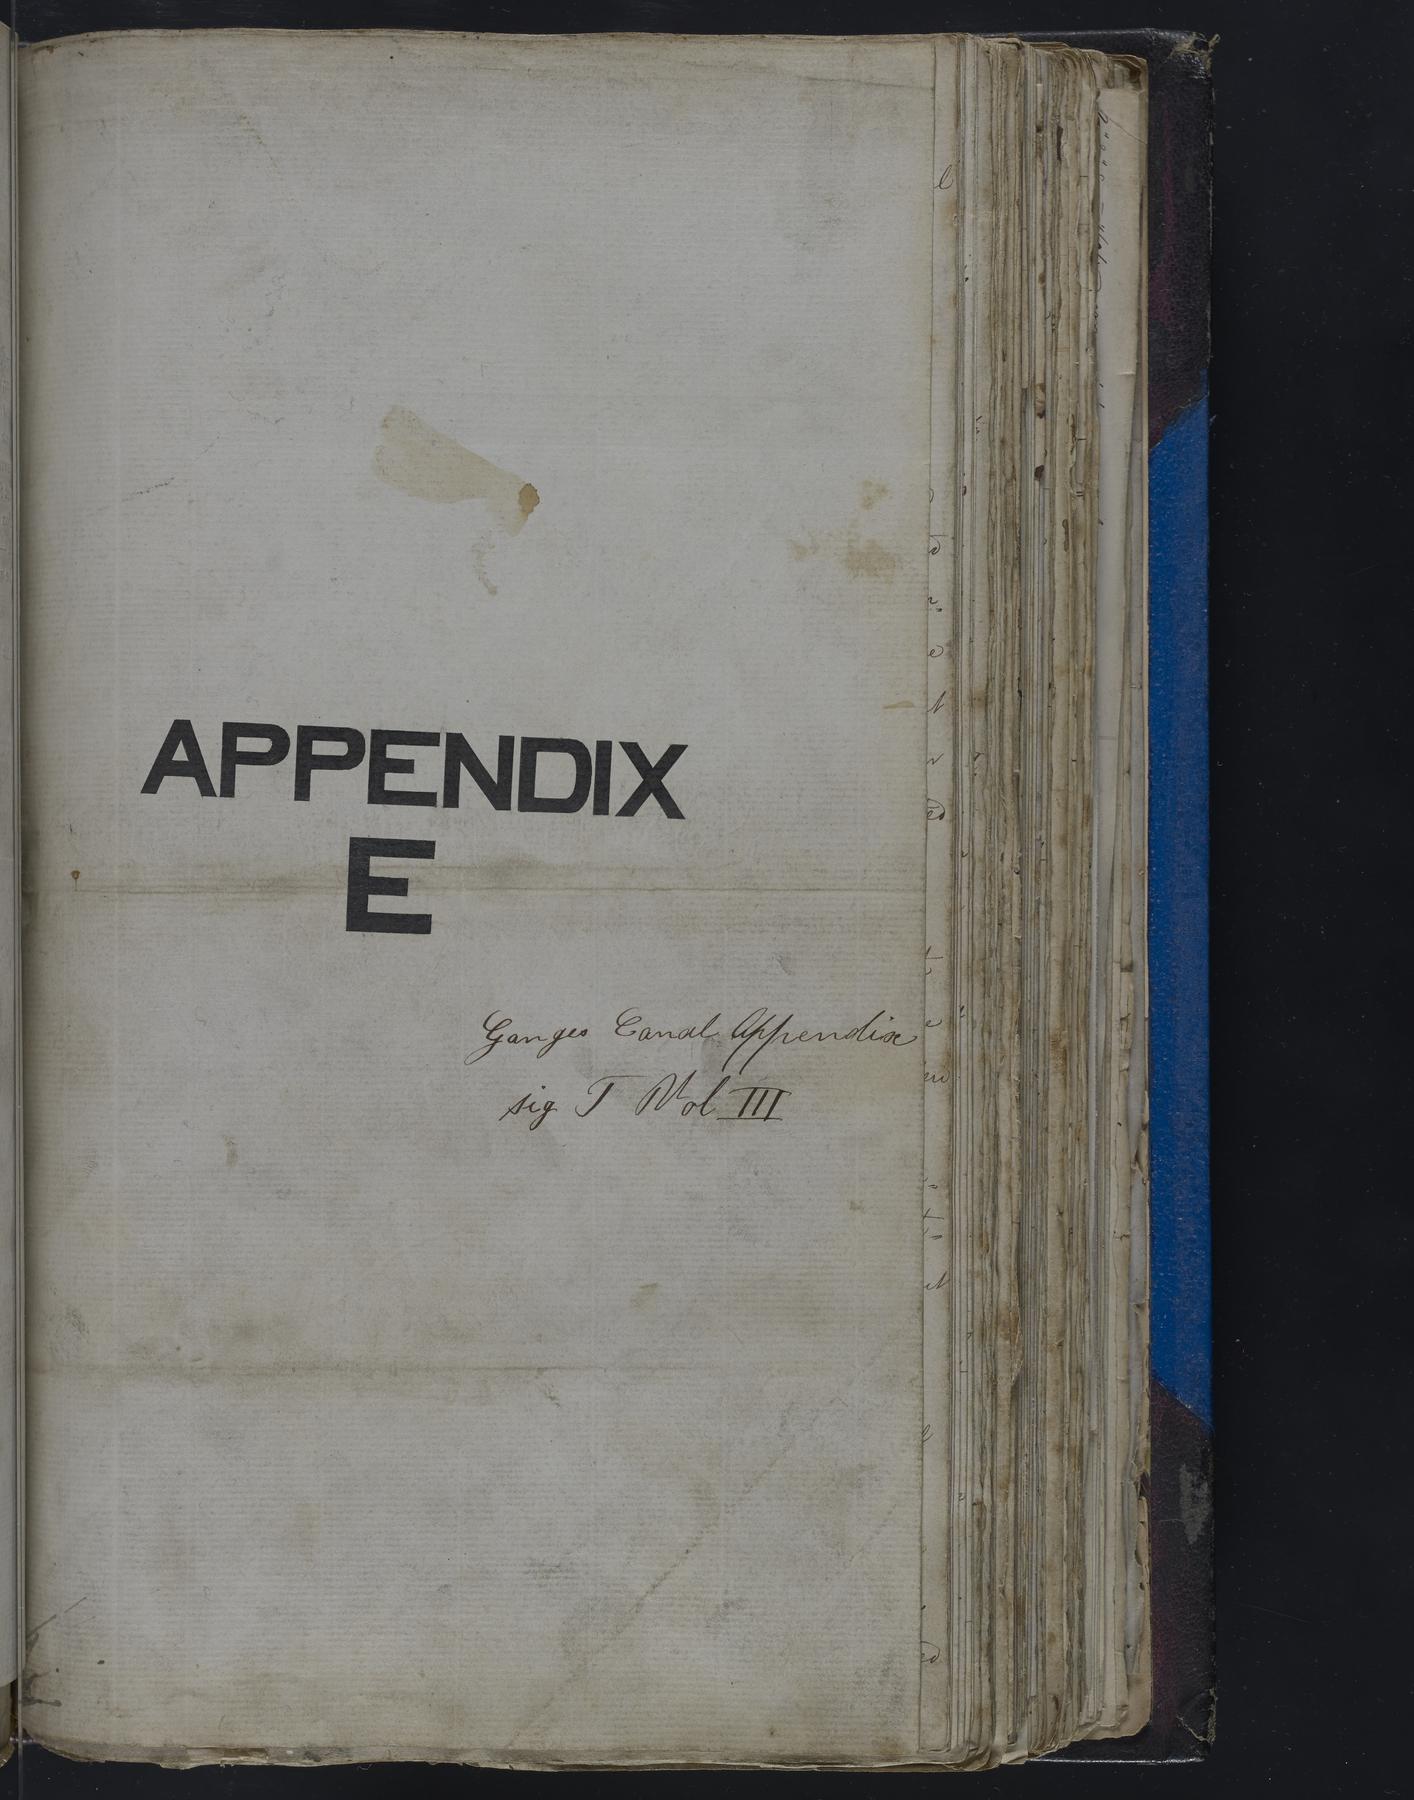 APPENDIX
E
Ganges Canal Appendix
sig T Vol III